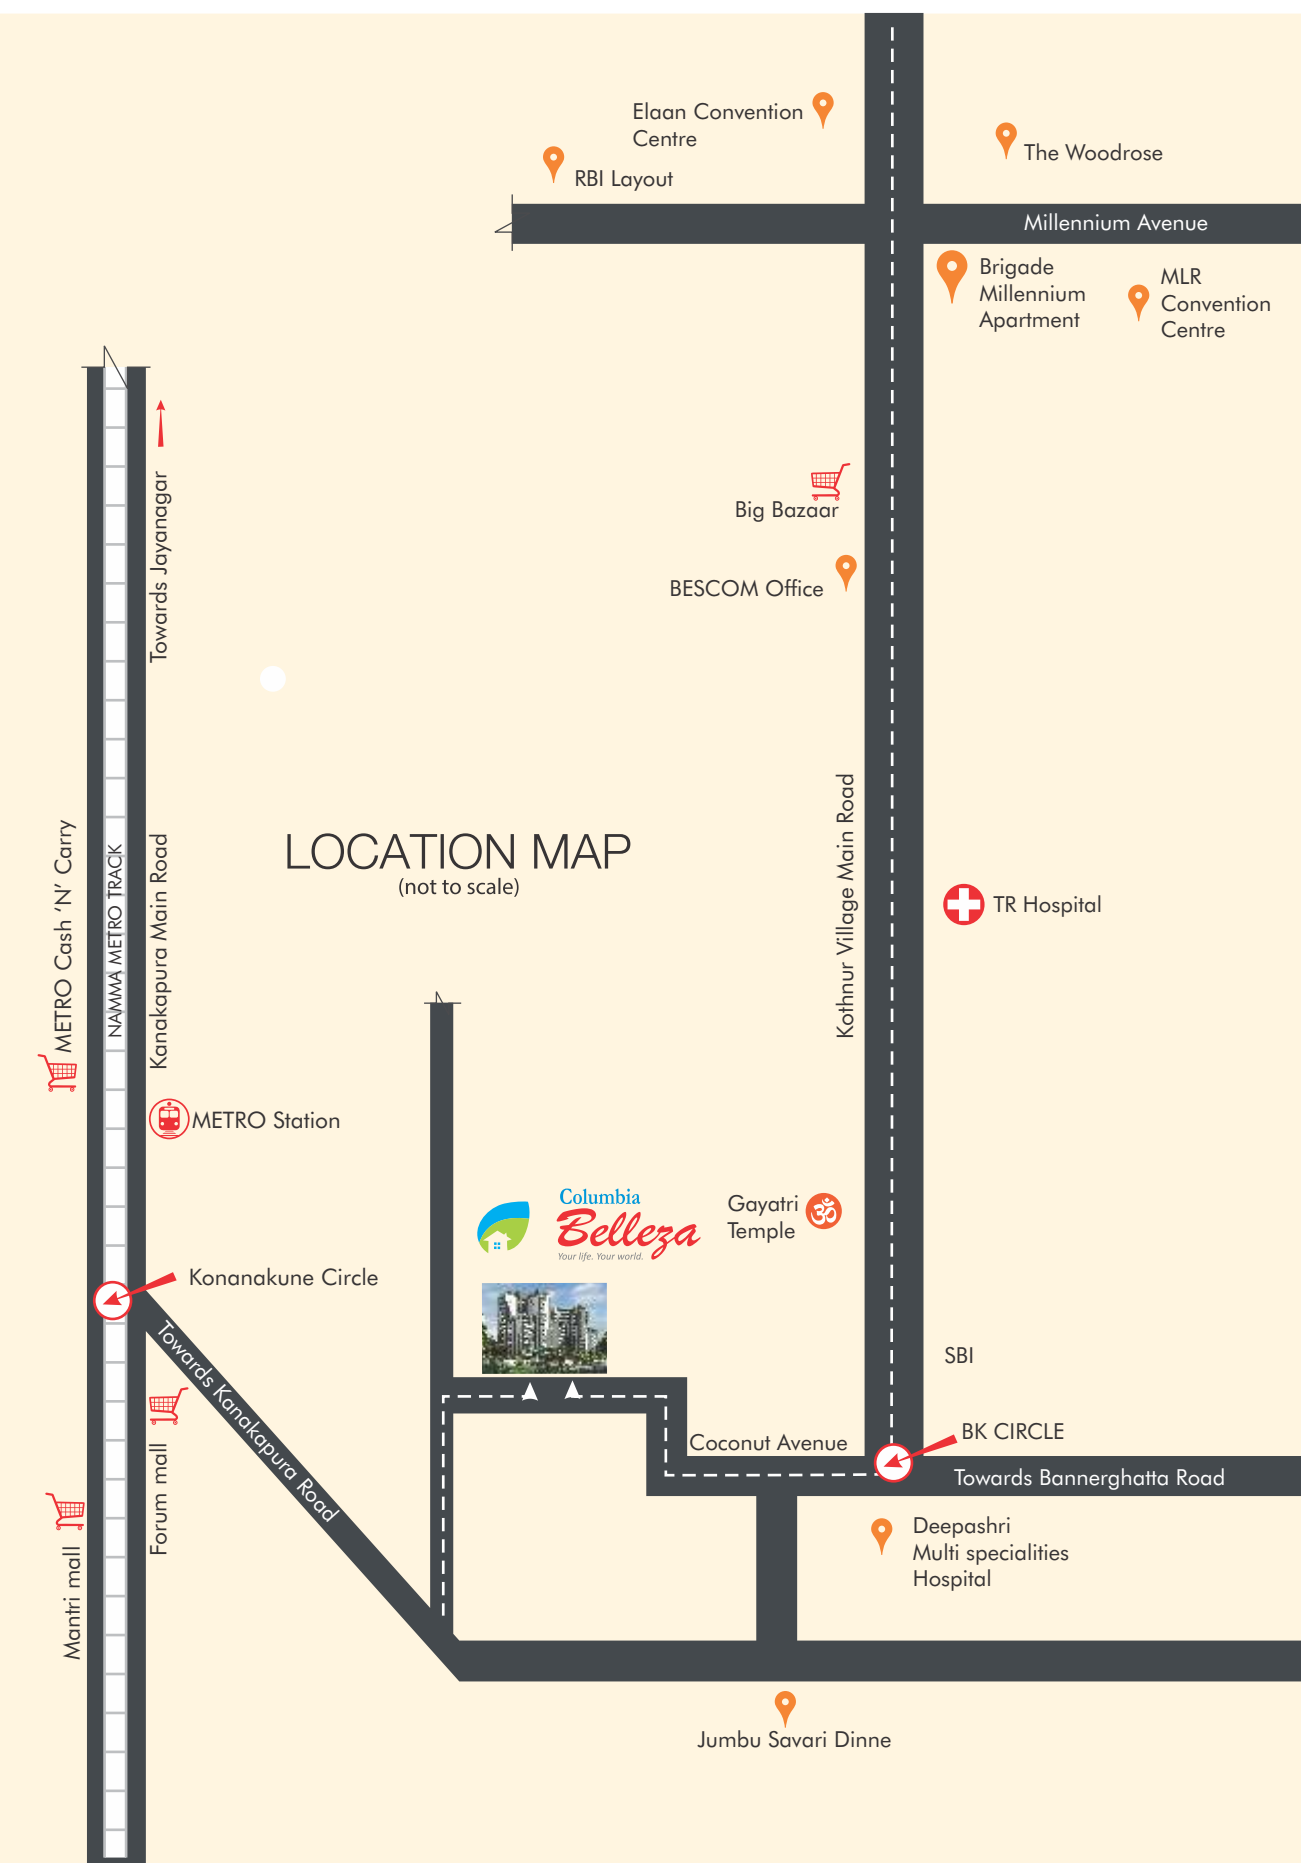 Elaan Convention
Centre
The Woodrose
RBI Layout
Millennium Avenue
Brigade
Millennium
Apartment
MLR
Convention
Centre
Towards Jayanagar
Big Bazaar
BESCOM Office
LOCATION MAP
(not to scale)
METRO Cash 'N' Carry
NAMMA METRO TRACK
Kanakapura Main Road
Kothnur Village Main Road
TR Hospital
METRO Station
Columbia
Belleza
Your life. Your world.
Gayatri
Temple
ॐ
Konanakune Circle
Towards Kanakapura Road
SBI
BK CIRCLE
Coconut Avenue
Towards Bannerghatta Road
Forum mall
Mantri mall
Deepashri
Multi specialities
Hospital
Jumbu Savari Dinne